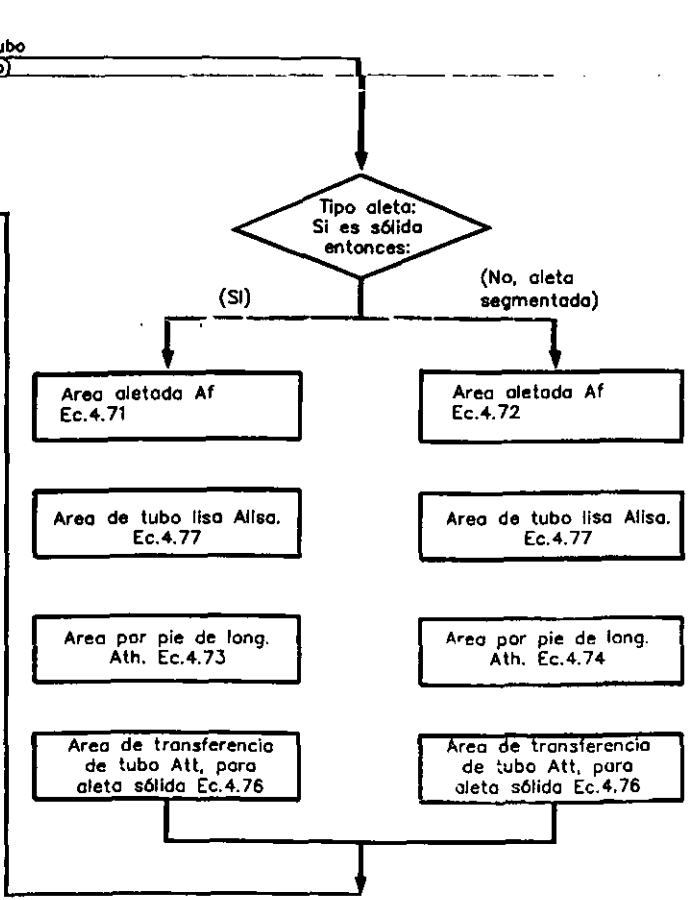 Tipo aleta:
Si es sólida
entonces:
(SI)
(No, aleta
segmentada)
Area aletada Af
Ec.4.71
Area de tubo lisa Alisa.
Ec.4.77
Area por pie de long.
Ath. Ec.4.73
Area de transferencia
de tubo Att, para
aleta sólida Ec.4.76
Area aletada Af
Ec.4.72
Area de tubo lisa Alisa.
Ec.4.77
Area por pie de long.
Ath. Ec.4.74
Area de transferencia
de tubo Att, para
aleta sólida Ec.4.76